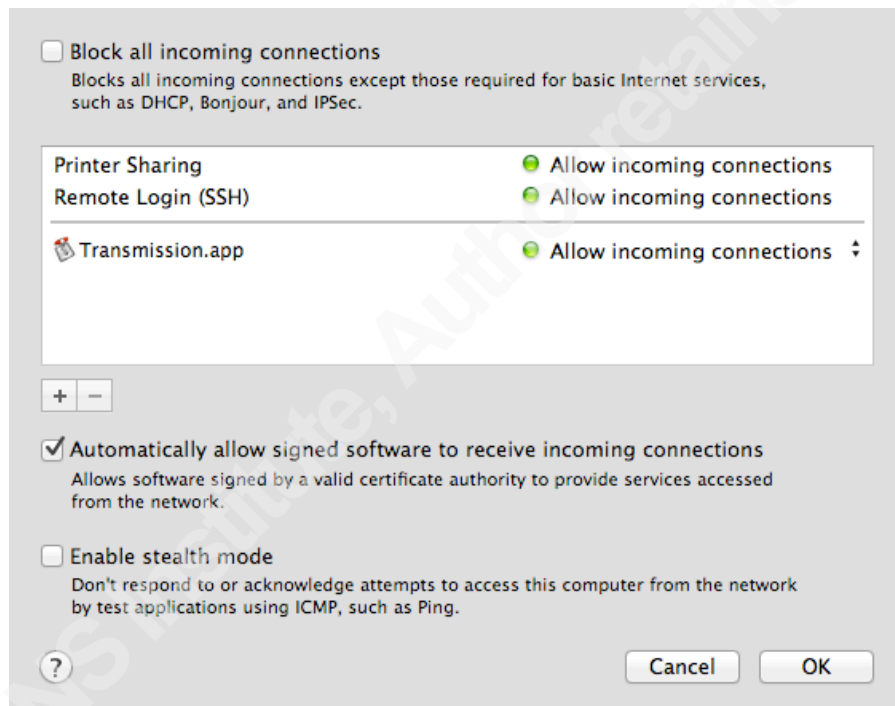 Block all incoming connections
Blocks all incoming connections except those required for basic Internet services,
such as DHCP, Bonjour, and IPSec.
Printer Sharing Allow incoming connections
Remote Login (SSH) Allow incoming connections
Transmission.app Allow incoming connections
+ −
Automatically allow signed software to receive incoming connections
Allows software signed by a valid certificate authority to provide services accessed
from the network.
Enable stealth mode
Don't respond to or acknowledge attempts to access this computer from the network
by test applications using ICMP, such as Ping.
? Cancel OK
NS Institute, Author retains